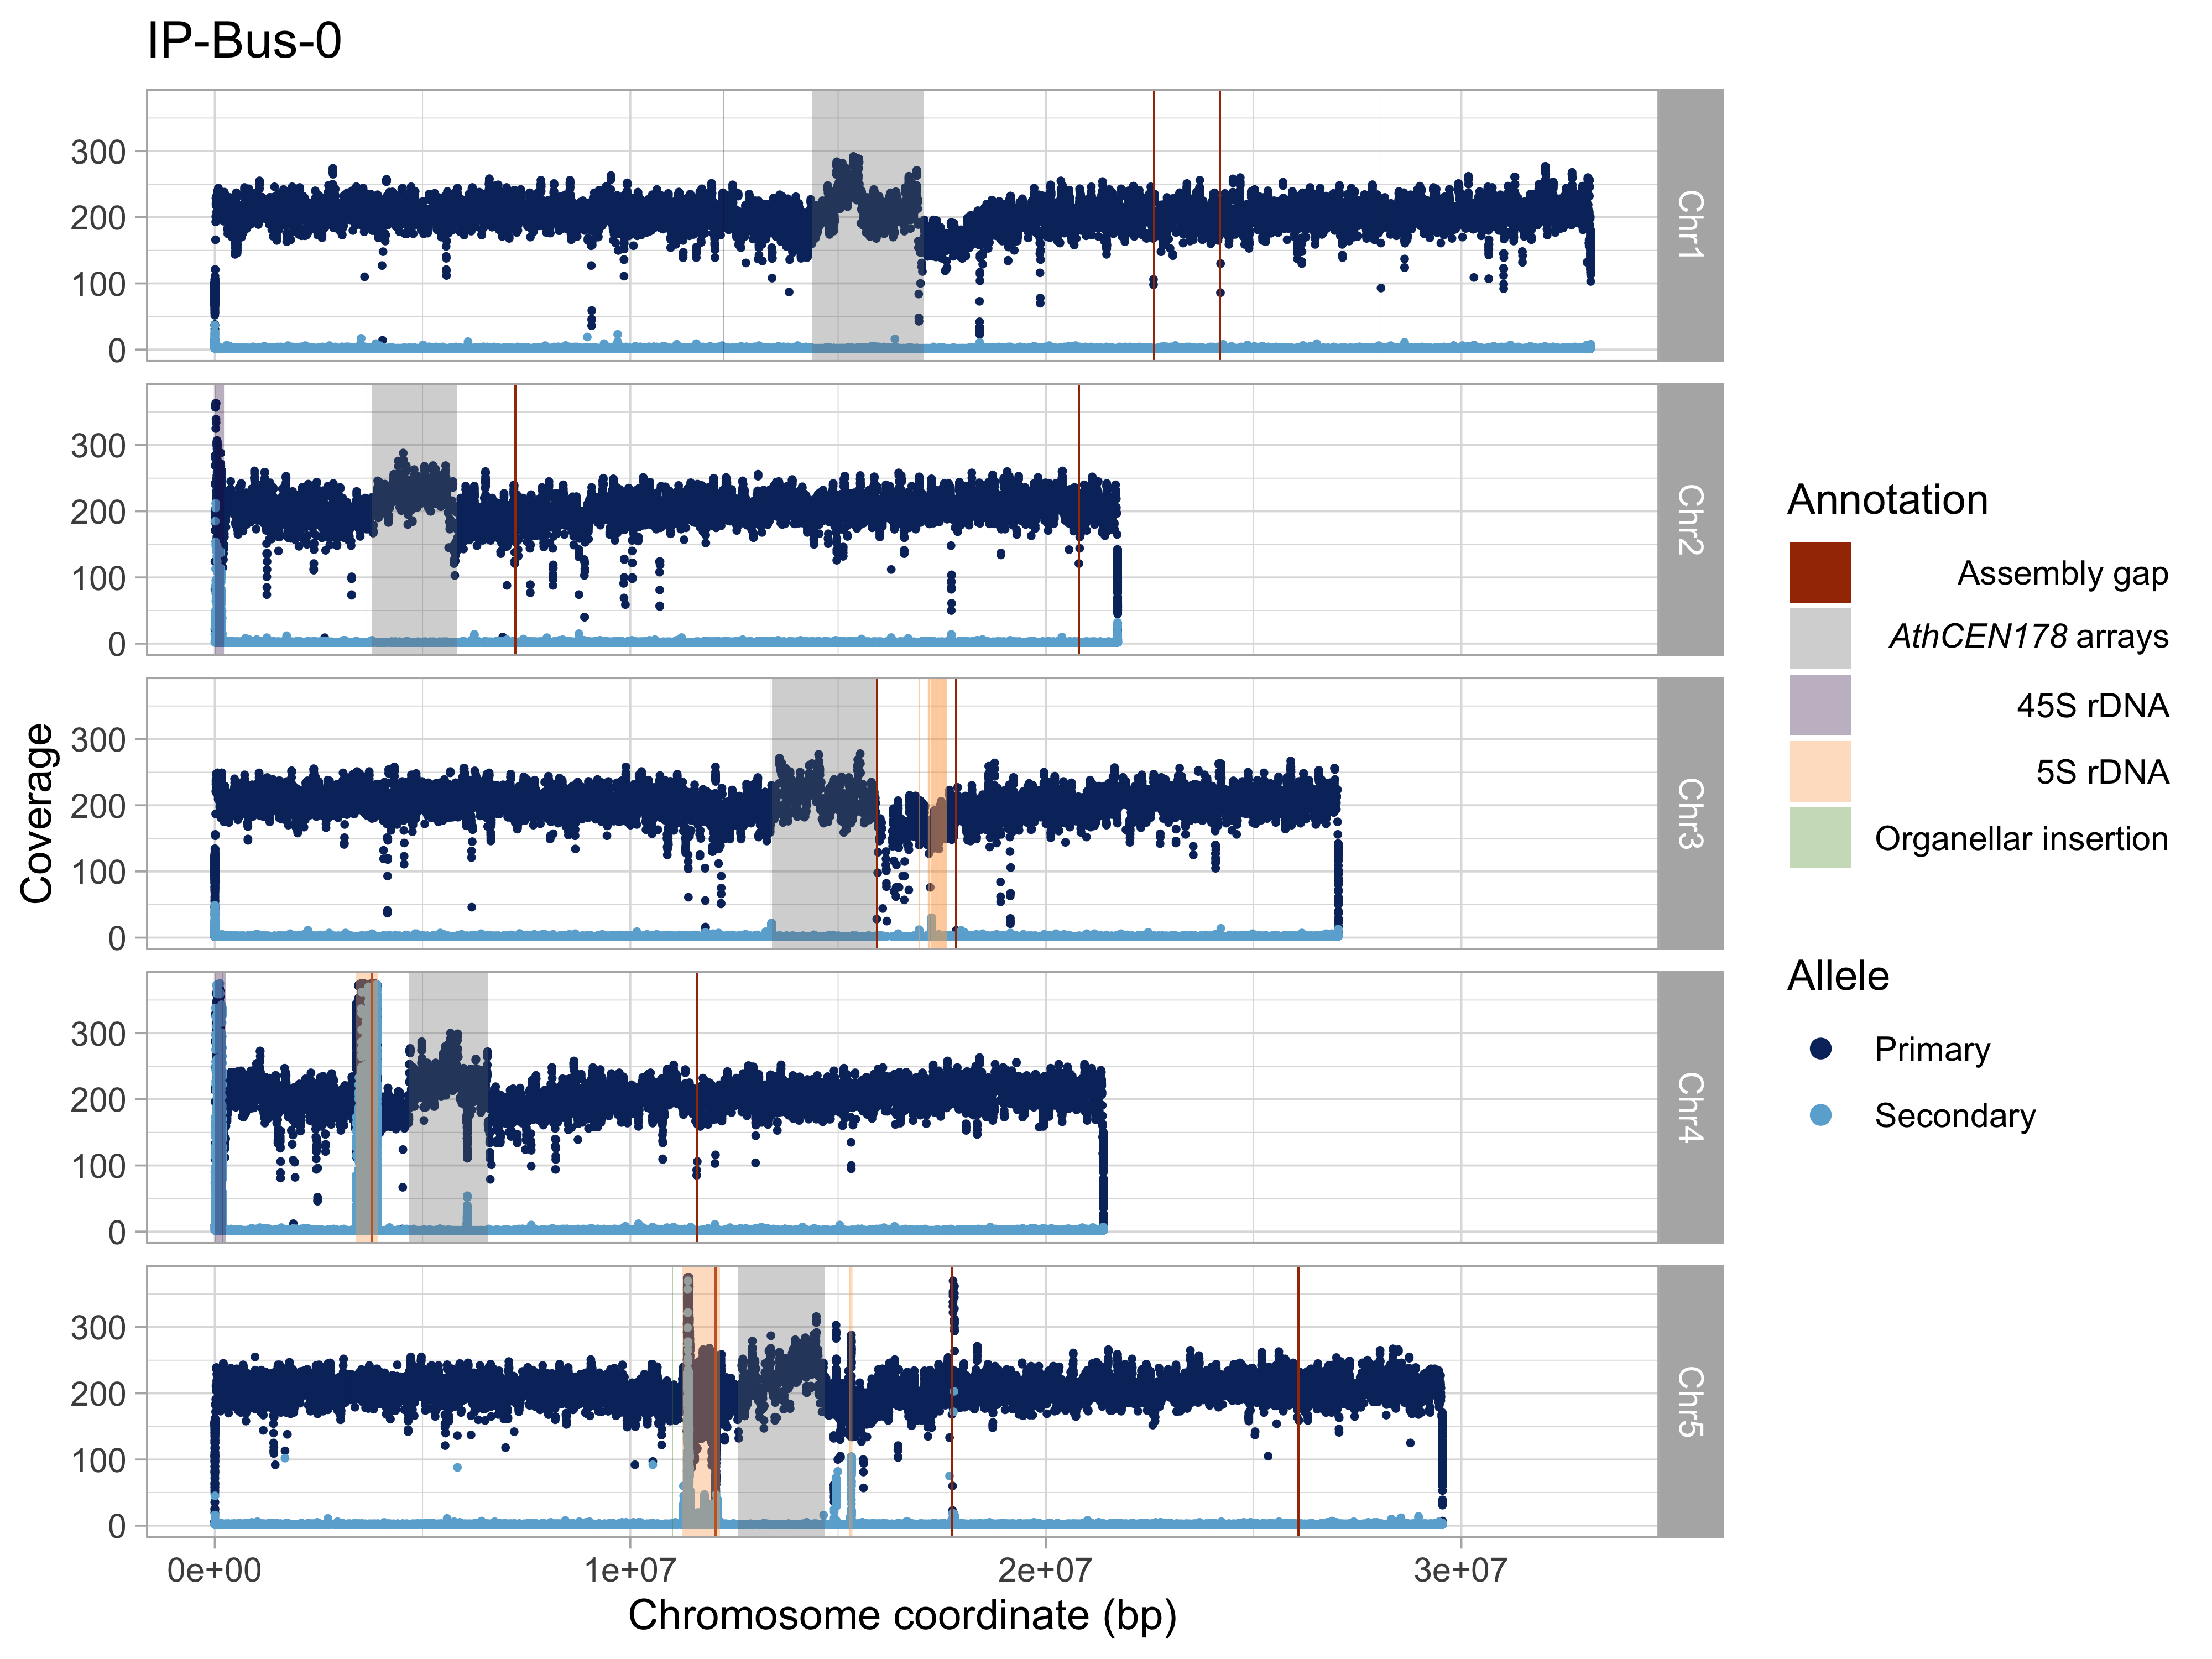 IP-Bus-0
Coverage
300
200
100
0
Chr1
300
200
100
0
Chr2
300
200
100
0
Chr3
300
200
100
0
Chr4
300
200
100
0
Chr5
0e+00
1e+07
2e+07
3e+07
Chromosome coordinate (bp)
Annotation
Assembly gap
AthCEN178 arrays
45S rDNA
5S rDNA
Organellar insertion
Allele
Primary
Secondary